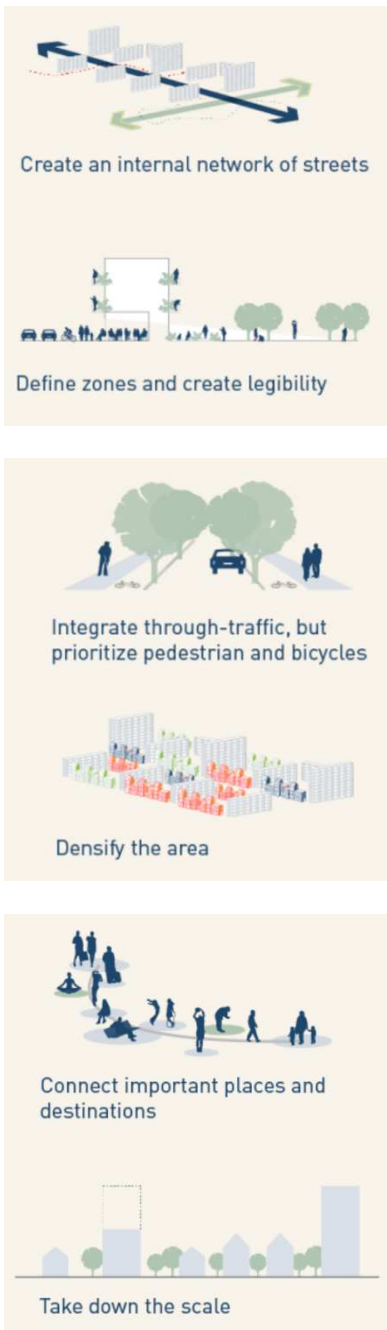 Create an internal network of streets
Define zones and create legibility
Integrate through-traffic, but
prioritize pedestrian and bicycles
Densify the area
Connect important places and
destinations
Take down the scale